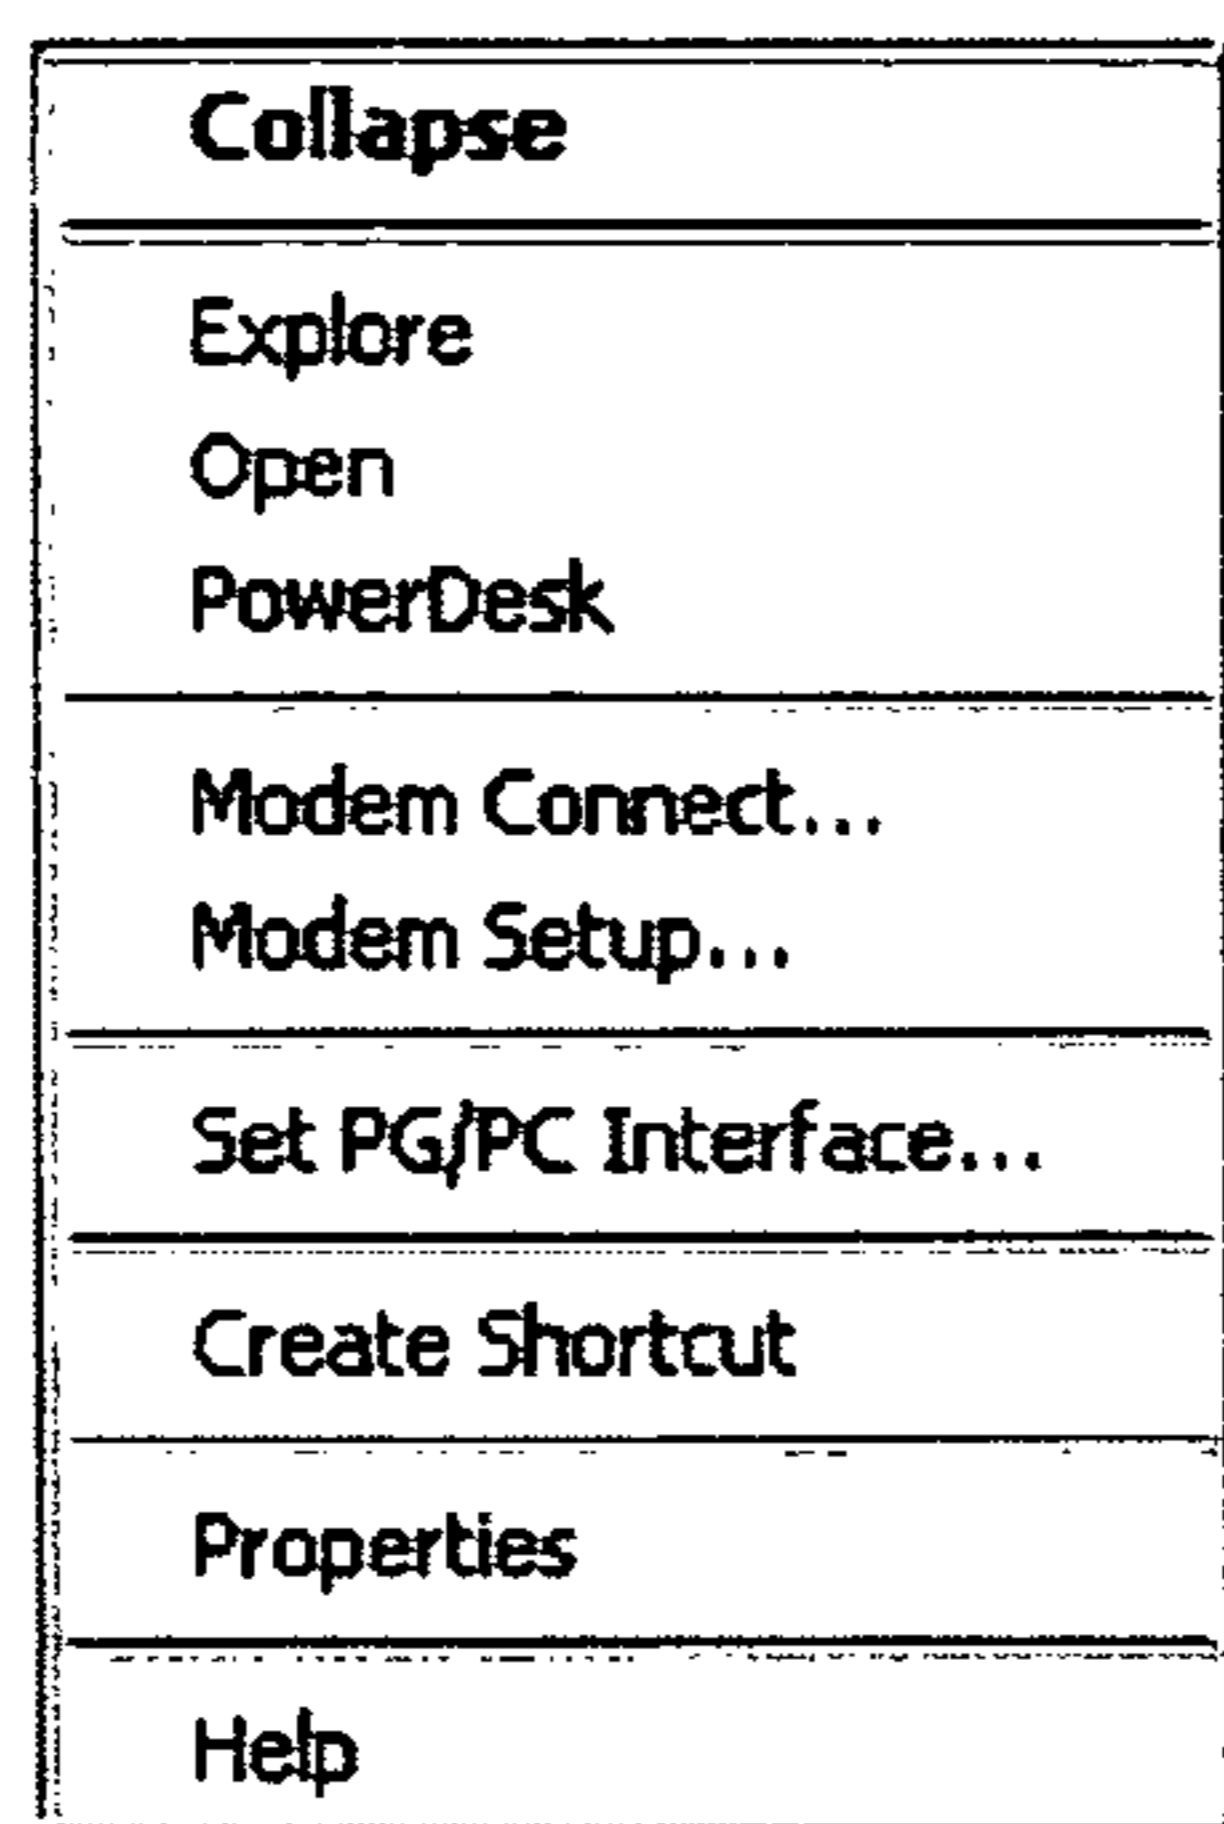 Collapse
Explore
Open
PowerDesk
Modem Connect...
Modem Setup...
Set PG/PC Interface...
Create Shortcut
Properties
Help